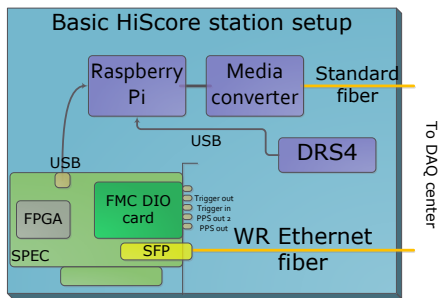 Basic HiScore station setup
Raspberry
Pi
Media
converter
Standard
fiber
USB
DRS4
To DAQ center
USB
FMC DIO
card
FPGA
Trigger out
Trigger in
PPS out 2
PPS out
SPEC
SFP
WR Ethernet
fiber